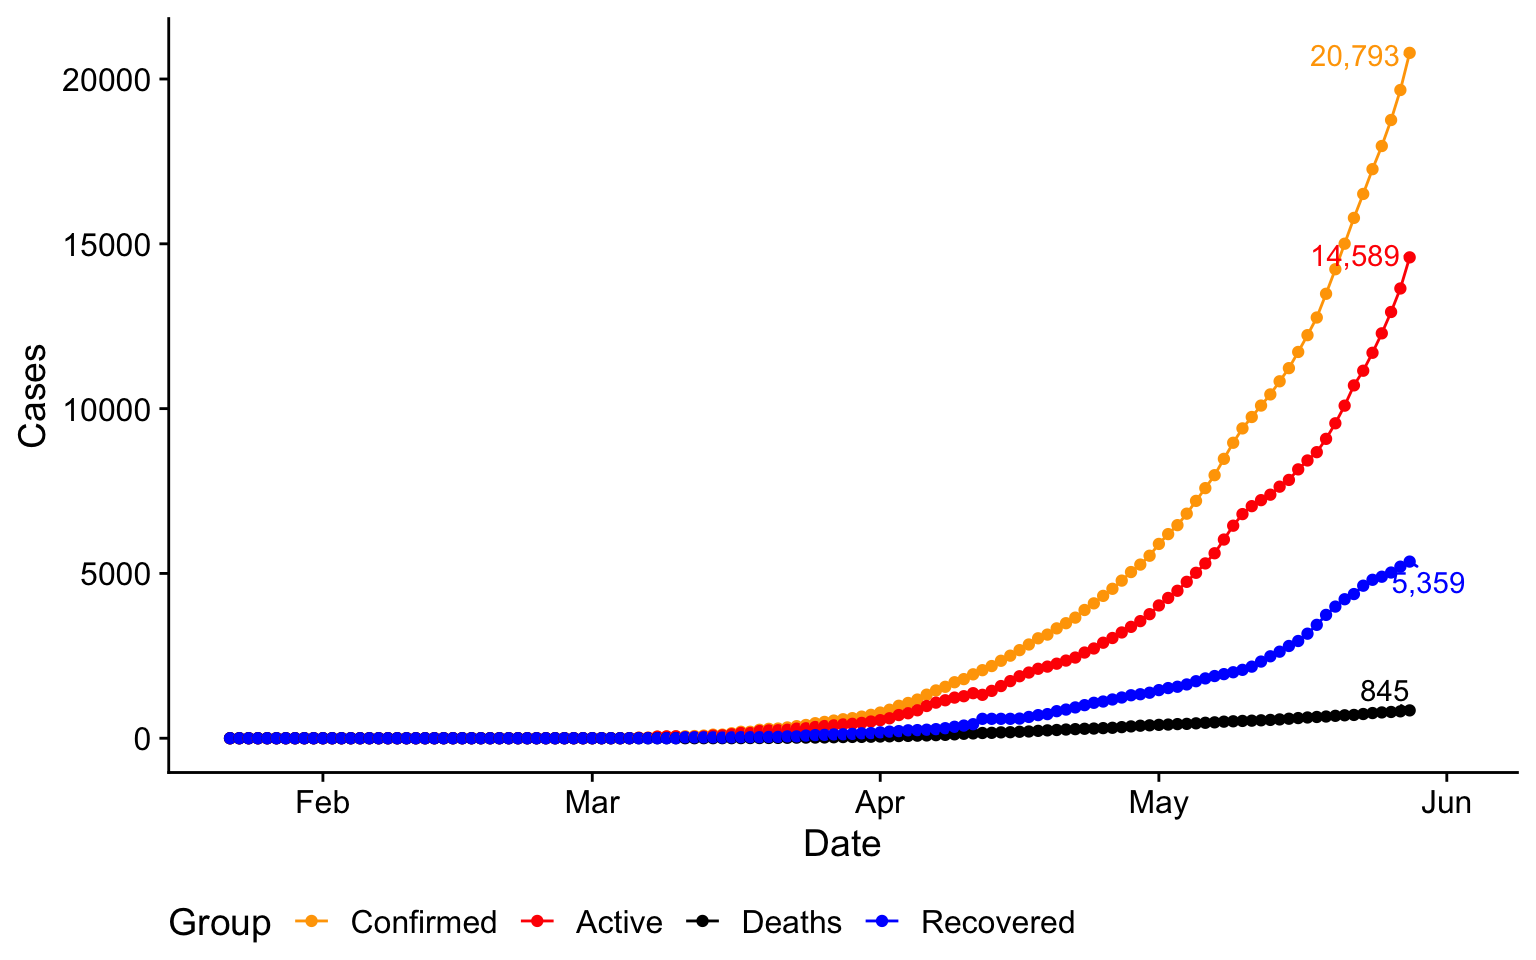 20,793
20000
15000
14,589
Cases
10000
5000
5,359
845
0
Feb Mar Apr May Jun
Date
Group Confirmed Active Deaths Recovered